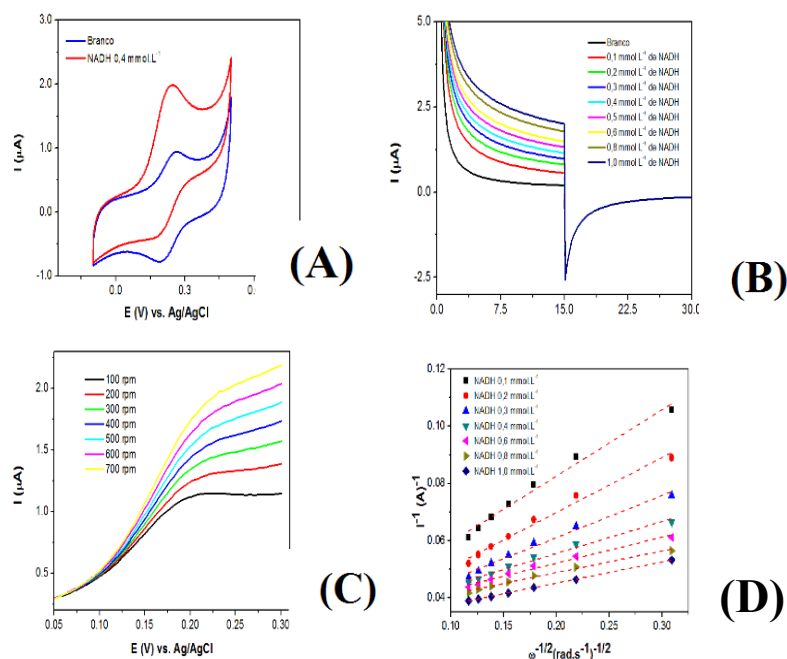 3.0
2.0
1.0
0.0
-1.0
I (µA)
Branco
NADH 0,4 mmol.L⁻¹
0.0
0.2
0.4
E (V) vs. Ag/AgCl
(A)
5.0
2.5
0.0
-2.5
I (µA)
Branco
0,1 mmol L⁻¹ de NADH
0,2 mmol L⁻¹ de NADH
0,3 mmol L⁻¹ de NADH
0,4 mmol L⁻¹ de NADH
0,5 mmol L⁻¹ de NADH
0,6 mmol L⁻¹ de NADH
0,8 mmol L⁻¹ de NADH
1,0 mmol L⁻¹ de NADH
0.0
7.5
15.0
22.5
30.0
(B)
2.0
1.5
1.0
0.5
I (µA)
100 rpm
200 rpm
300 rpm
400 rpm
500 rpm
600 rpm
700 rpm
0.05
0.10
0.15
0.20
0.25
0.30
E (V) vs. Ag/AgCl
(C)
0.12
0.10
0.08
0.06
0.04
I⁻¹ (A)⁻¹
NADH 0,1 mmol.L⁻¹
NADH 0,2 mmol.L⁻¹
NADH 0,3 mmol.L⁻¹
NADH 0,4 mmol.L⁻¹
NADH 0,6 mmol.L⁻¹
NADH 0,8 mmol.L⁻¹
NADH 1,0 mmol.L⁻¹
0.10
0.15
0.20
0.25
0.30
ω⁻¹/²(rad.s⁻¹)⁻¹/²
(D)